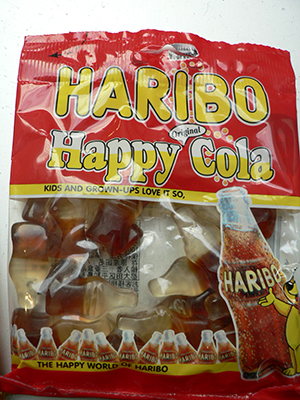 HARIBO
Original
Happy Cola
KIDS AND GROWN-UPS LOVE IT SO,
HARIBO
THE HAPPY WORLD OF HARIBO